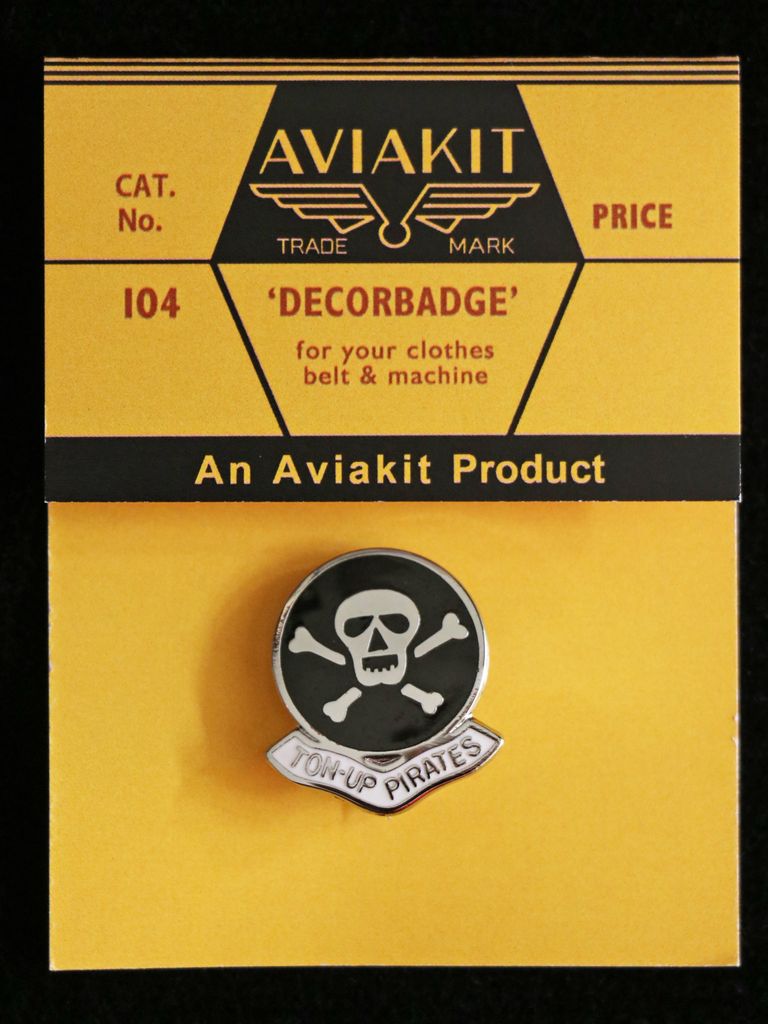 AVIAKIT
TRADE MARK
CAT.
No.
PRICE
104
'DECORBADGE'
for your clothes
belt & machine
An Aviakit Product
TON-UP PIRATES